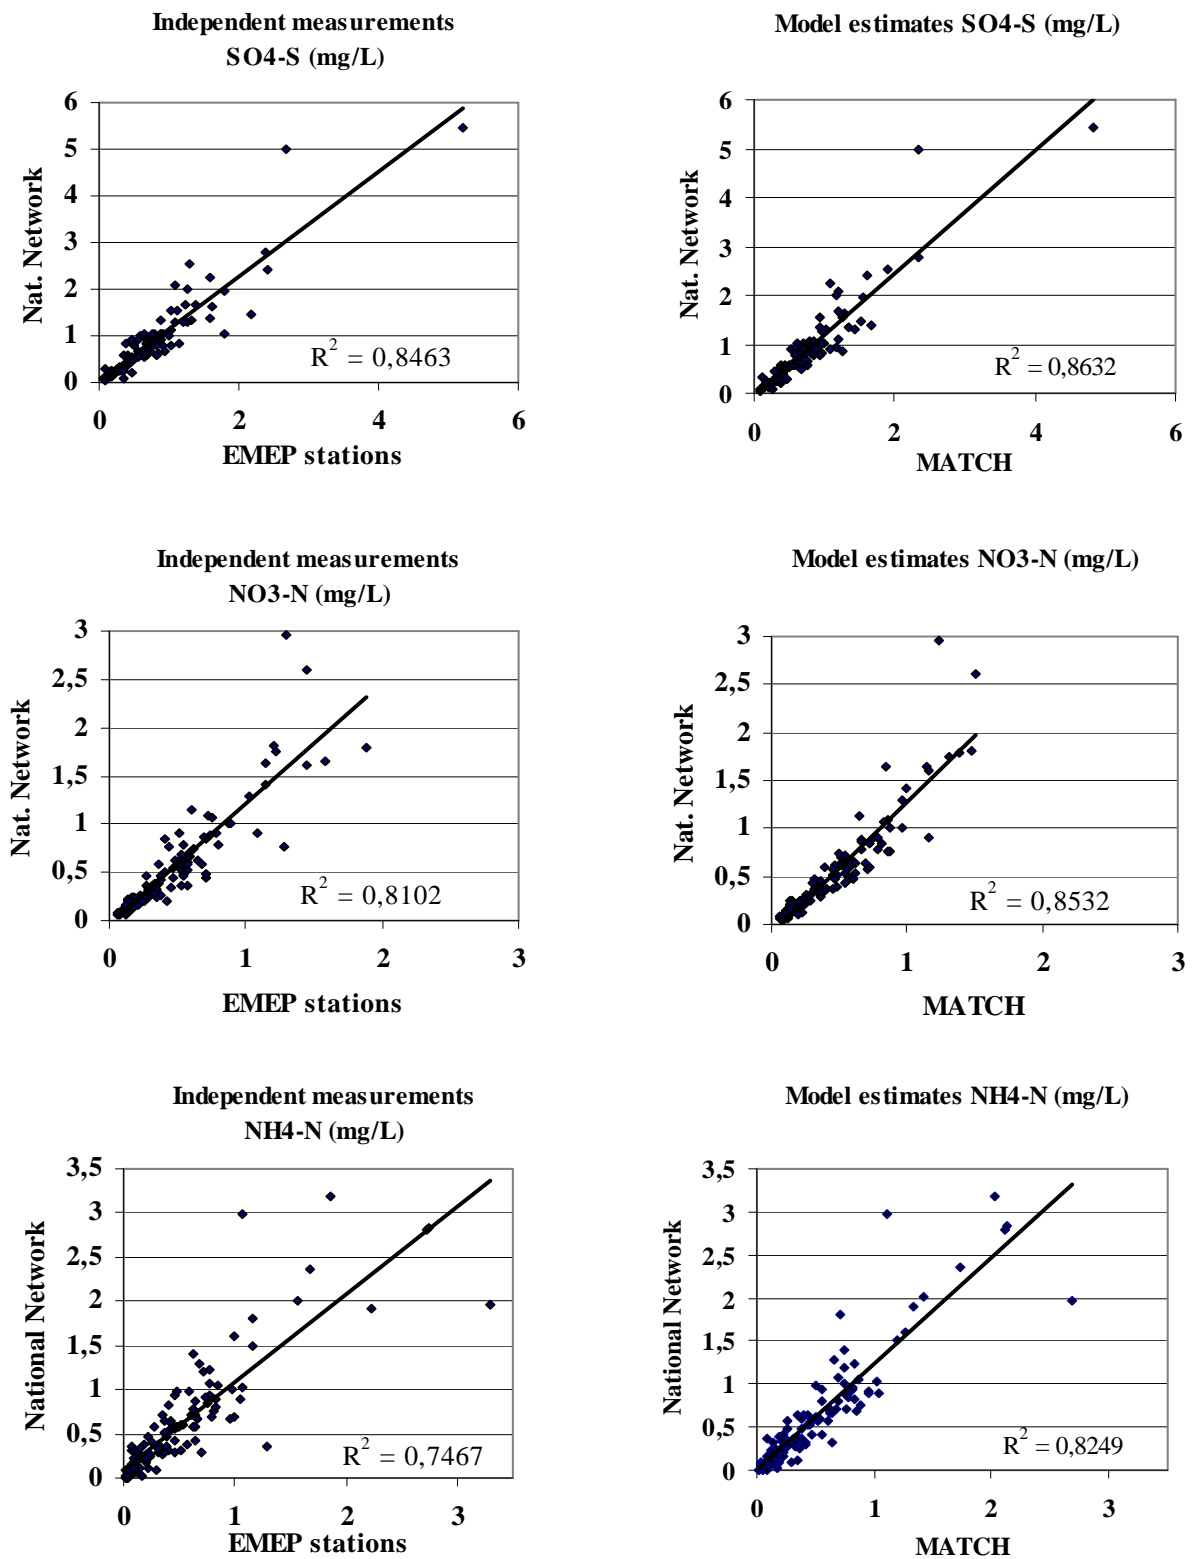 Independent measurements
SO4-S (mg/L)
Nat. Network
6
5
4
3
2
1
0
R2 = 0,8463
0 2 4 6
EMEP stations
Model estimates SO4-S (mg/L)
Nat. Network
6
5
4
3
2
1
0
R2 = 0,8632
0 2 4 6
MATCH
Independent measurements
NO3-N (mg/L)
Nat. Network
3
2,5
2
1,5
1
0,5
0
R2 = 0,8102
0 1 2 3
EMEP stations
Model estimates NO3-N (mg/L)
Nat. Network
3
2,5
2
1,5
1
0,5
0
R2 = 0,8532
0 1 2 3
MATCH
Independent measurements
NH4-N (mg/L)
National Network
3,5
3
2,5
2
1,5
1
0,5
0
R2 = 0,7467
0 1 2 3
EMEP stations
Model estimates NH4-N (mg/L)
National Network
3,5
3
2,5
2
1,5
1
0,5
0
R2 = 0,8249
0 1 2 3
MATCH